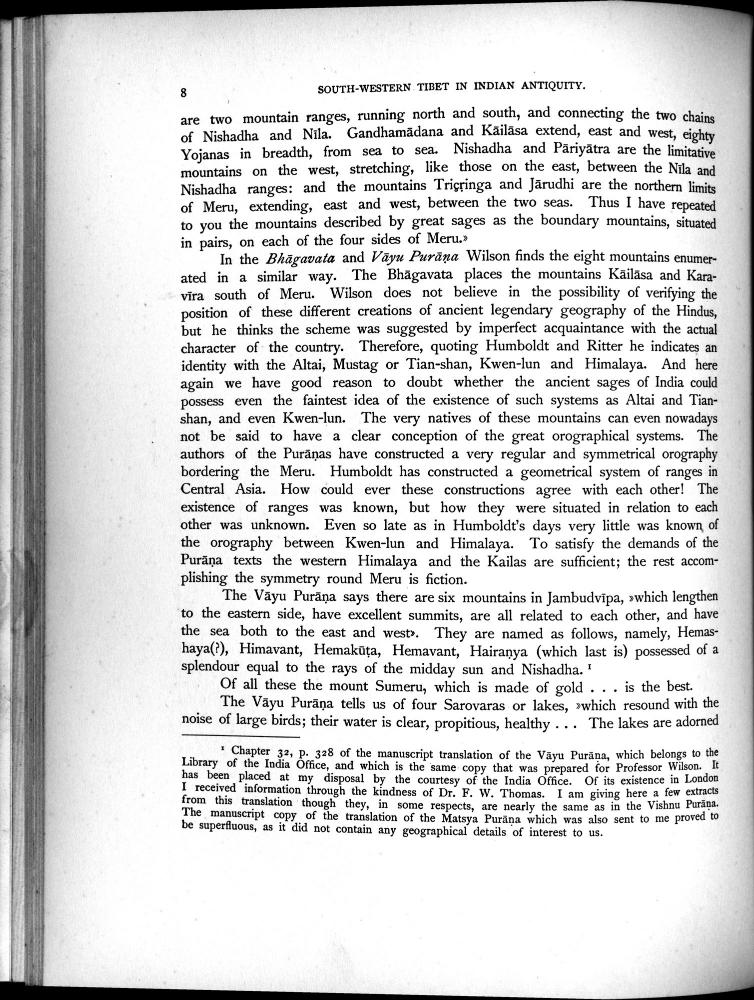 8
SOUTH-WESTERN TIBET IN INDIAN ANTIQUITY.
are two mountain ranges, running north and south, and connecting the two chains
of Nishadha and Nīla. Gandhamādana and Kāilāsa extend, east and west, eighty
Yojanas in breadth, from sea to sea. Nishadha and Pāriyātra are the limitative
mountains on the west, stretching, like those on the east, between the Nīla and
Nishadha ranges: and the mountains Triçṛinga and Jārudhi are the northern limits
of Meru, extending, east and west, between the two seas. Thus I have repeated
to you the mountains described by great sages as the boundary mountains, situated
in pairs, on each of the four sides of Meru.»
In the Bhāgavata and Vāyu Purāṇa Wilson finds the eight mountains enumer-
ated in a similar way. The Bhāgavata places the mountains Kāilāsa and Kara-
vīra south of Meru. Wilson does not believe in the possibility of verifying the
position of these different creations of ancient legendary geography of the Hindus,
but he thinks the scheme was suggested by imperfect acquaintance with the actual
character of the country. Therefore, quoting Humboldt and Ritter he indicates an
identity with the Altai, Mustag or Tian-shan, Kwen-lun and Himalaya. And here
again we have good reason to doubt whether the ancient sages of India could
possess even the faintest idea of the existence of such systems as Altai and Tian-
shan, and even Kwen-lun. The very natives of these mountains can even nowadays
not be said to have a clear conception of the great orographical systems. The
authors of the Purāṇas have constructed a very regular and symmetrical orography
bordering the Meru. Humboldt has constructed a geometrical system of ranges in
Central Asia. How could ever these constructions agree with each other! The
existence of ranges was known, but how they were situated in relation to each
other was unknown. Even so late as in Humboldt's days very little was known of
the orography between Kwen-lun and Himalaya. To satisfy the demands of the
Purāṇa texts the western Himalaya and the Kailas are sufficient; the rest accom-
plishing the symmetry round Meru is fiction.
The Vāyu Purāṇa says there are six mountains in Jambudvīpa, »which lengthen
to the eastern side, have excellent summits, are all related to each other, and have
the sea both to the east and west». They are named as follows, namely, Hemas-
haya(?), Himavant, Hemakūṭa, Hemavant, Hairaṇya (which last is) possessed of a
splendour equal to the rays of the midday sun and Nishadha. ¹
Of all these the mount Sumeru, which is made of gold . . . is the best.
The Vāyu Purāṇa tells us of four Sarovaras or lakes, »which resound with the
noise of large birds; their water is clear, propitious, healthy . . . The lakes are adorned
¹ Chapter 32, p. 328 of the manuscript translation of the Vāyu Purāna, which belongs to the
Library of the India Office, and which is the same copy that was prepared for Professor Wilson. It
has been placed at my disposal by the courtesy of the India Office. Of its existence in London
I received information through the kindness of Dr. F. W. Thomas. I am giving here a few extracts
from this translation though they, in some respects, are nearly the same as in the Vishnu Purāṇa.
The manuscript copy of the translation of the Matsya Purāṇa which was also sent to me proved to
be superfluous, as it did not contain any geographical details of interest to us.